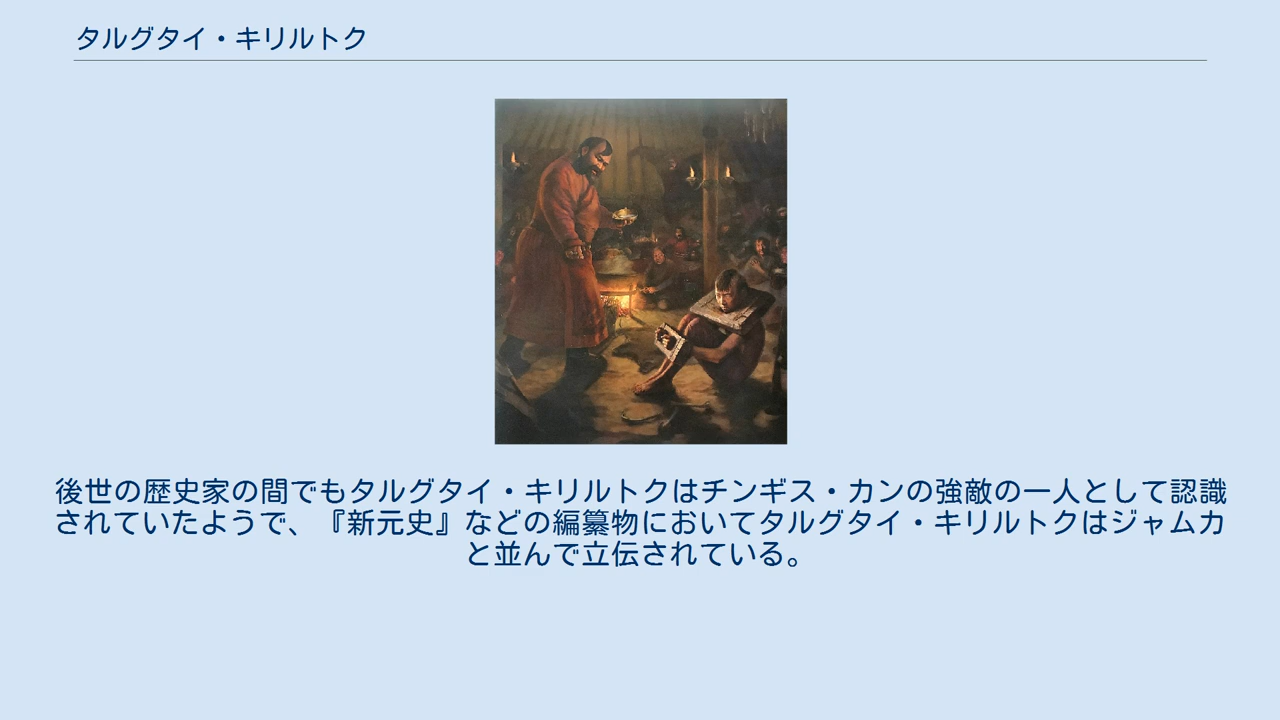 タルグタイ・キリルトク
後世の歴史家の間でもタルグタイ・キリルトクはチンギス・カンの強敵の一人として認識
されていたようで、『新元史』などの編纂物においてタルグタイ・キリルトクはジャムカ
と並んで立伝されている。